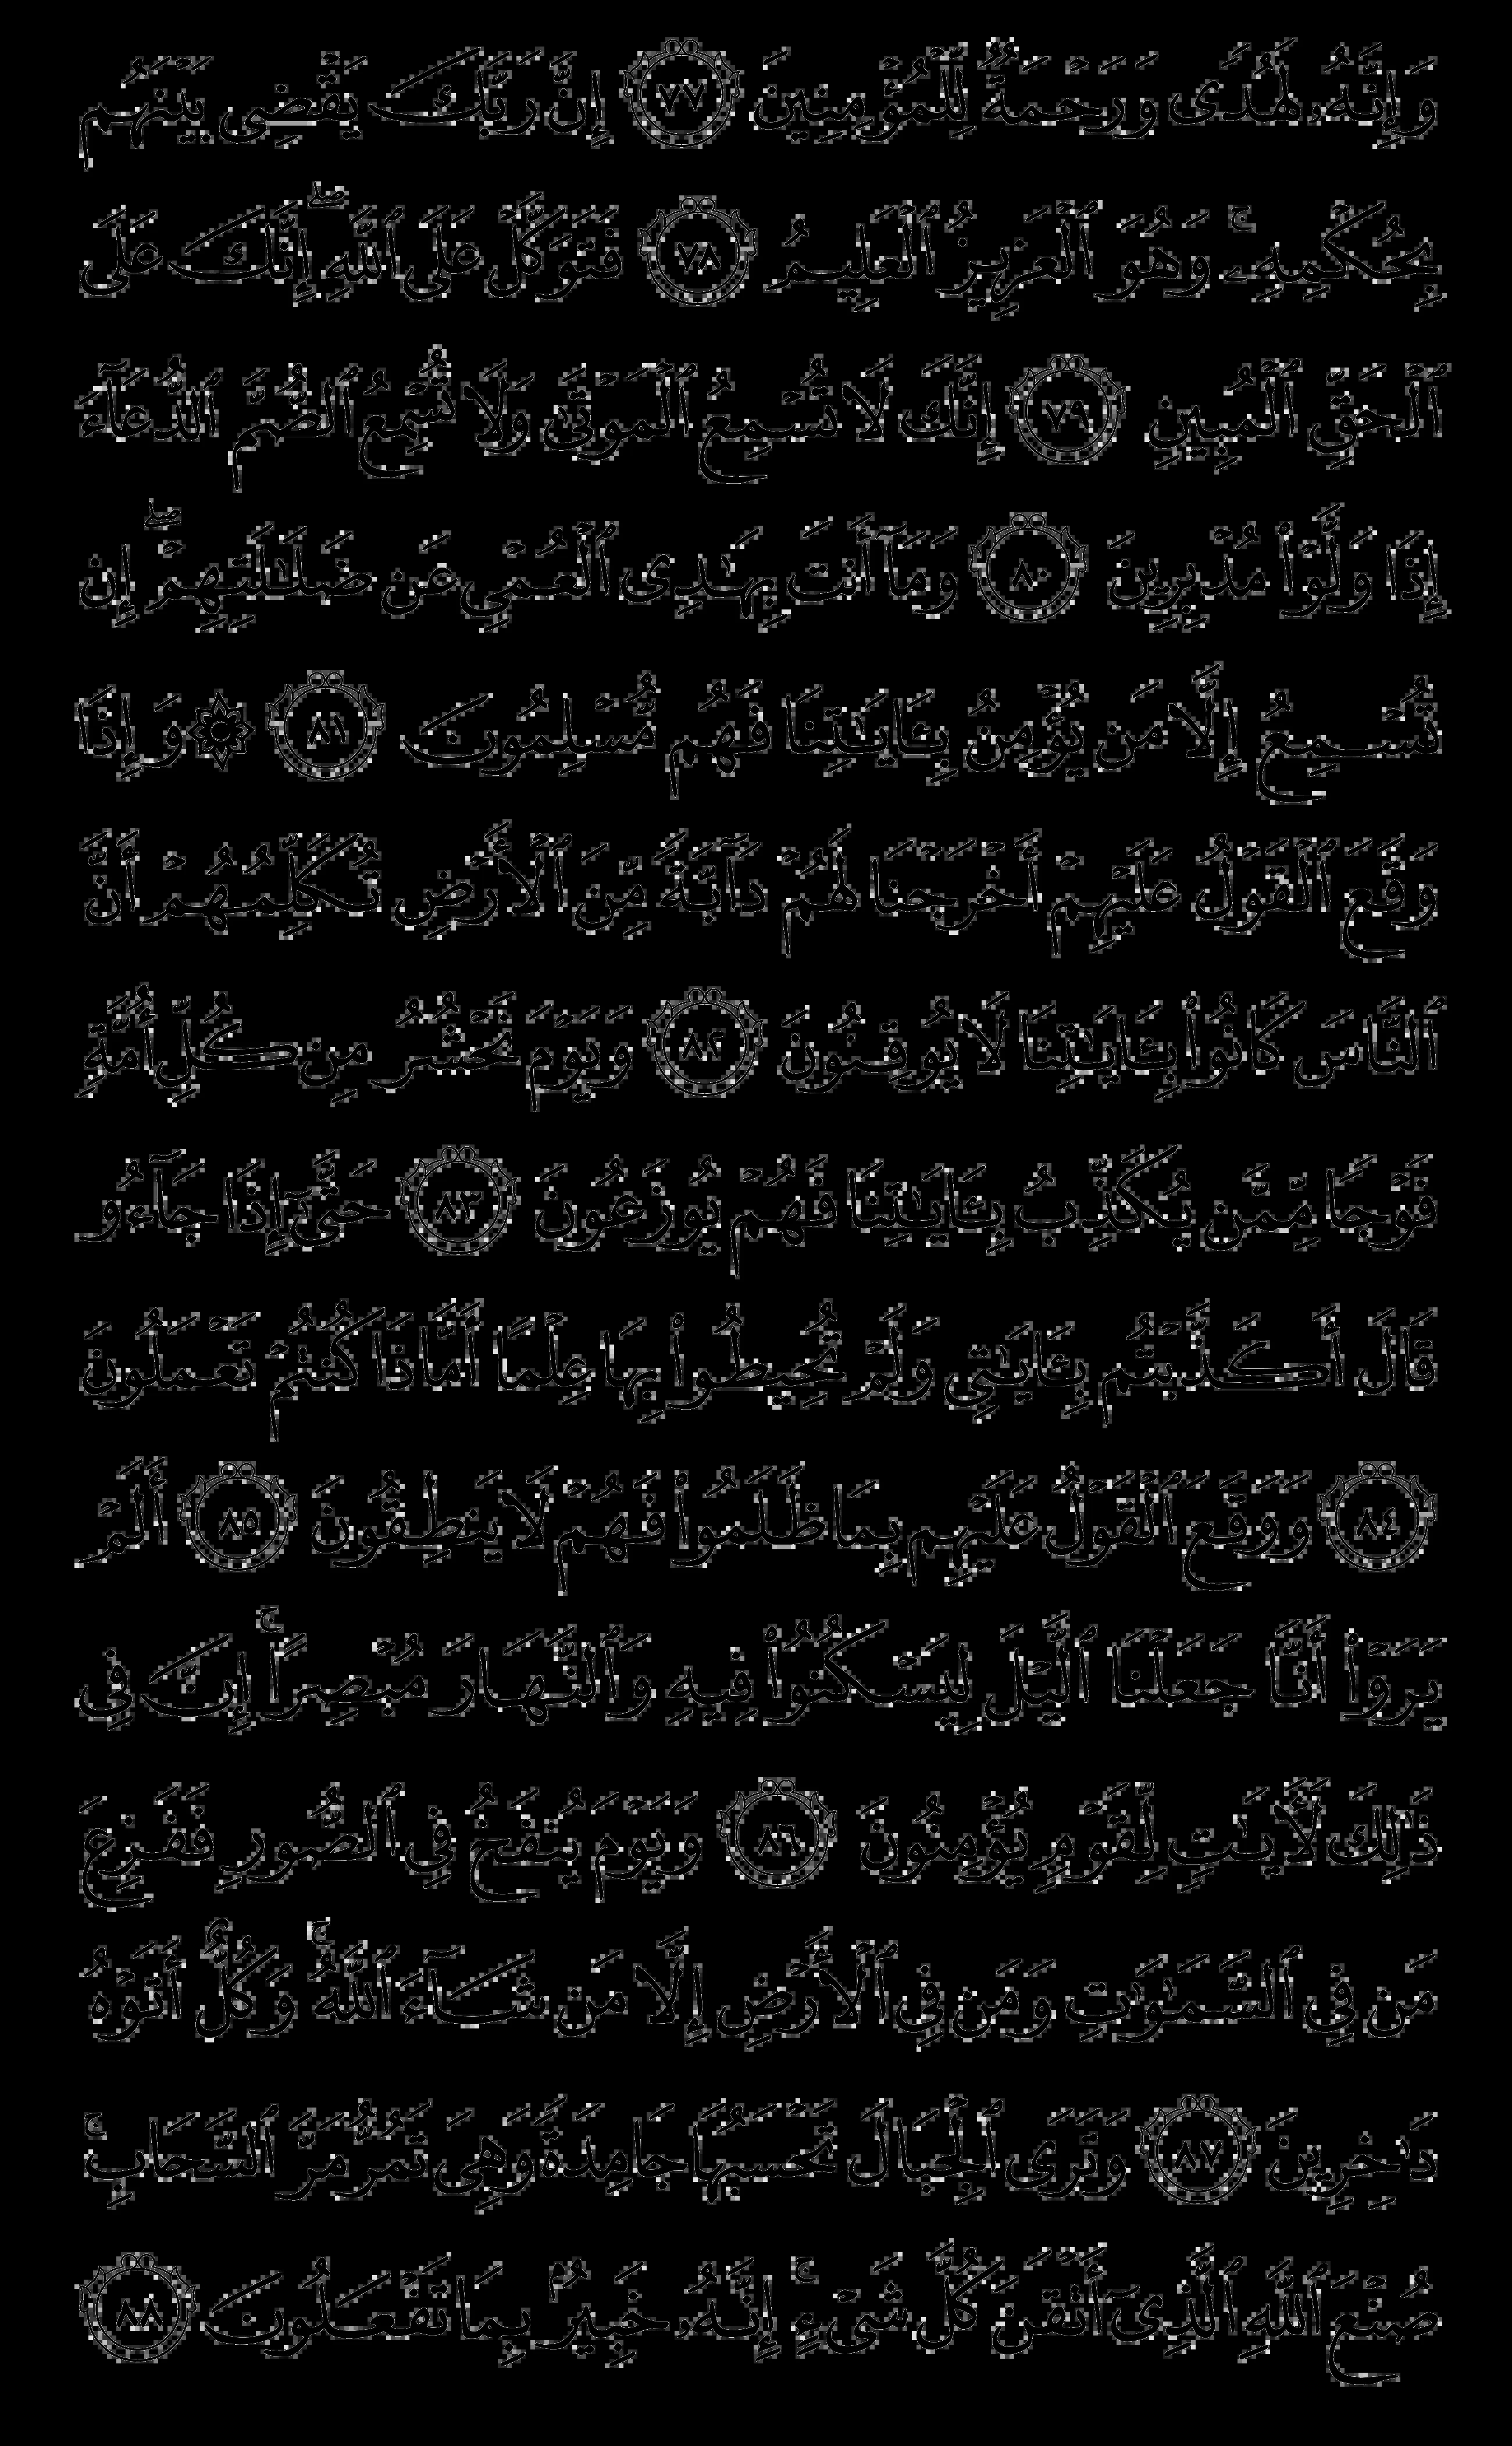 وَإِنَّهُۥ لَهُدًى وَرَحْمَةٌ لِّلْمُؤْمِنِينَ ٧٧ إِنَّ رَبَّكَ يَقْضِى بَيْنَهُم
بِحُكْمِهِۦۚ وَهُوَ ٱلْعَزِيزُ ٱلْعَلِيمُ ٧٨ فَتَوَكَّلْ عَلَى ٱللَّهِۖ إِنَّكَ عَلَى
ٱلْحَقِّ ٱلْمُبِينِ ٧٩ إِنَّكَ لَا تُسْمِعُ ٱلْمَوْتَىٰ وَلَا تُسْمِعُ ٱلصُّمَّ ٱلدُّعَآءَ
إِذَا وَلَّوْا۟ مُدْبِرِينَ ٨٠ وَمَآ أَنتَ بِهَـٰدِى ٱلْعُمْىِ عَن ضَلَـٰلَتِهِمْۖ إِن
تُسْمِعُ إِلَّا مَن يُؤْمِنُ بِـَٔايَـٰتِنَا فَهُم مُّسْلِمُونَ ٨١ ۞ وَإِذَا
وَقَعَ ٱلْقَوْلُ عَلَيْهِمْ أَخْرَجْنَا لَهُمْ دَآبَّةً مِّنَ ٱلْأَرْضِ تُكَلِّمُهُمْ أَنَّ
ٱلنَّاسَ كَانُوا۟ بِـَٔايَـٰتِنَا لَا يُوقِنُونَ ٨٢ وَيَوْمَ نَحْشُرُ مِن كُلِّ أُمَّةٍ
فَوْجًا مِّمَّن يُكَذِّبُ بِـَٔايَـٰتِنَا فَهُمْ يُوزَعُونَ ٨٣ حَتَّىٰٓ إِذَا جَآءُو
قَالَ أَكَذَّبْتُم بِـَٔايَـٰتِى وَلَمْ تُحِيطُوا۟ بِهَا عِلْمًا أَمَّاذَا كُنتُمْ تَعْمَلُونَ
٨٤ وَوَقَعَ ٱلْقَوْلُ عَلَيْهِم بِمَا ظَلَمُوا۟ فَهُمْ لَا يَنطِقُونَ ٨٥ أَلَمْ
يَرَوْا۟ أَنَّا جَعَلْنَا ٱلَّيْلَ لِيَسْكُنُوا۟ فِيهِ وَٱلنَّهَارَ مُبْصِرًاۚ إِنَّ فِى
ذَٰلِكَ لَـَٔايَـٰتٍ لِّقَوْمٍ يُؤْمِنُونَ ٨٦ وَيَوْمَ يُنفَخُ فِى ٱلصُّورِ فَفَزِعَ
مَن فِى ٱلسَّمَـٰوَٰتِ وَمَن فِى ٱلْأَرْضِ إِلَّا مَن شَآءَ ٱللَّهُۚ وَكُلٌّ أَتَوْهُ
دَٰخِرِينَ ٨٧ وَتَرَى ٱلْجِبَالَ تَحْسَبُهَا جَامِدَةً وَهِىَ تَمُرُّ مَرَّ ٱلسَّحَابِۚ
صُنْعَ ٱللَّهِ ٱلَّذِىٓ أَتْقَنَ كُلَّ شَىْءٍۚ إِنَّهُۥ خَبِيرٌۢ بِمَا تَفْعَلُونَ ٨٨